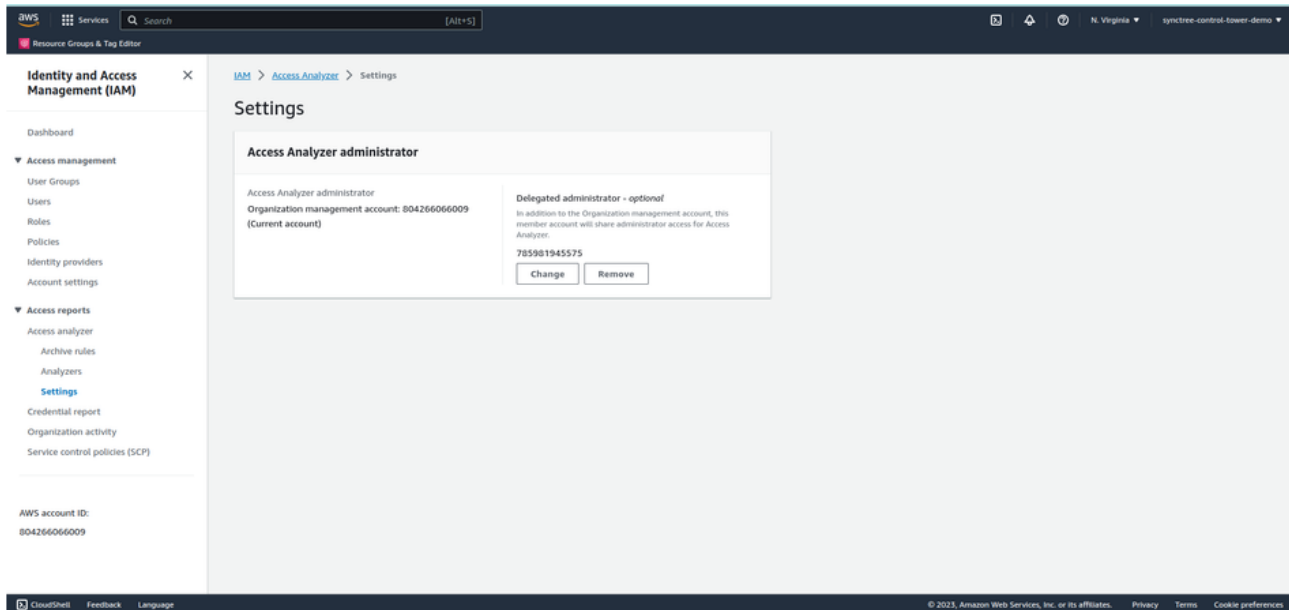 aws
Services
Search
[Alt+S]
N. Virginia
synctree-control-tower-demo
Resource Groups & Tag Editor
Identity and Access
Management (IAM)
Dashboard
Access management
User Groups
Users
Roles
Policies
Identity providers
Account settings
Access reports
Access analyzer
Archive rules
Analyzers
Settings
Credential report
Organization activity
Service control policies (SCP)
AWS account ID:
804266066009
IAM > Access Analyzer > Settings
Settings
Access Analyzer administrator
Access Analyzer administrator
Organization management account: 804266066009
(Current account)
Delegated administrator - optional
In addition to the Organization management account, this
member account will share administrator access for Access
Analyzer.
785981945575
Change
Remove
CloudShell
Feedback
Language
© 2023, Amazon Web Services, Inc. or its affiliates.
Privacy
Terms
Cookie preferences